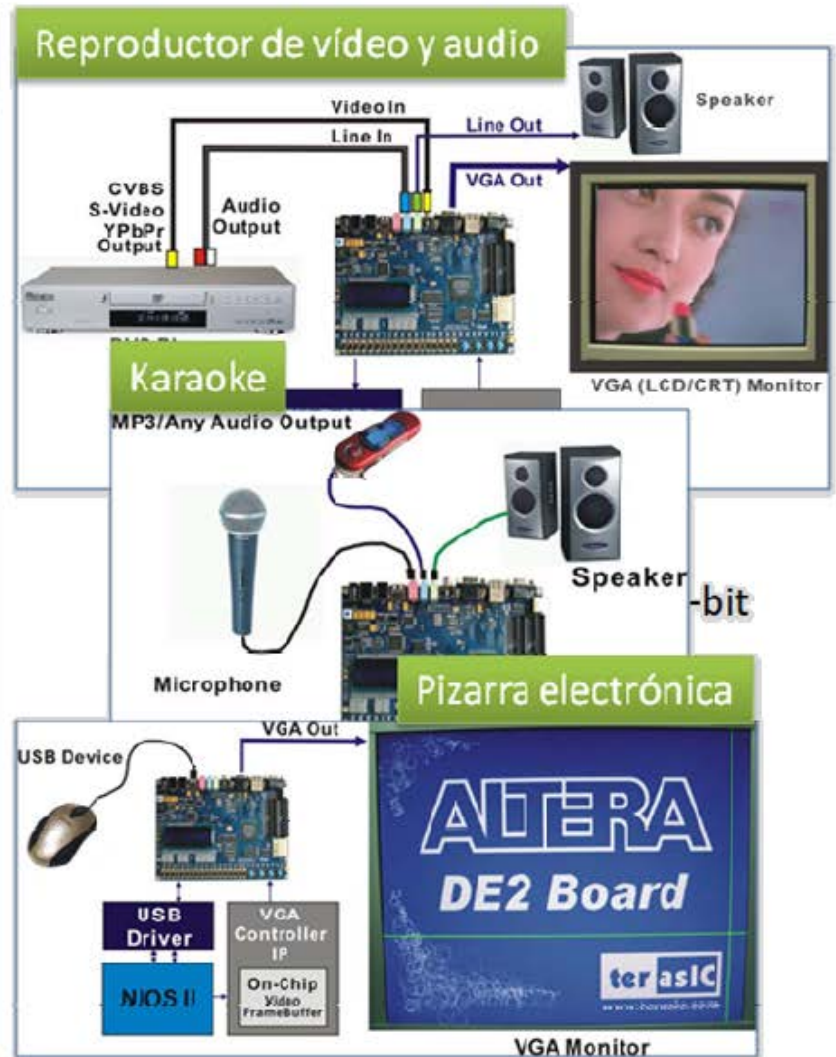 Reproductor de vídeo y audio
Video In
Line In
Line Out
Speaker
VGA Out
CVBS
S-Video
YPbPr
Output
Audio
Output
VGA (LCD/CRT) Monitor
Karaoke
MP3/Any Audio Output
Speaker
-bit
Microphone
Pizarra electrónica
VGA Out
USB Device
ALTERA
DE2 Board
USB
Driver
VGA
Controller
IP
NIOS II
On-Chip
Video
FrameBuffer
terasIC
VGA Monitor